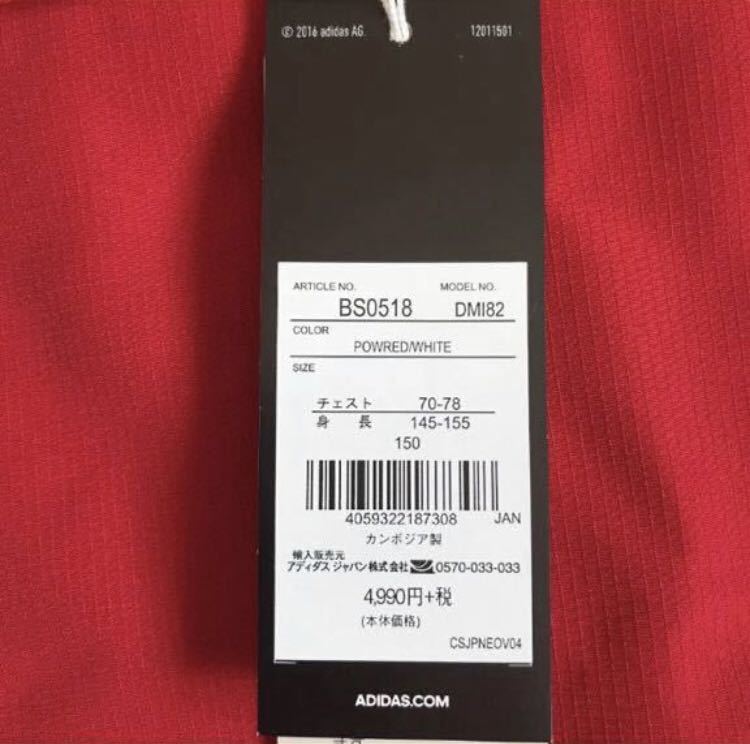 © 2016 adidas AG. 12011501
ARTICLE NO. MODEL NO.
BS0518 DMI82
COLOR
POWRED/WHITE
SIZE
チェスト 70-78
身長 145-155
150
4059322187308 JAN
カンボジア製
輸入販売元
アディダス ジャパン株式会社 0570-033-033
4,990円+税
(本体価格)
CSJPNEOV04
ADIDAS.COM